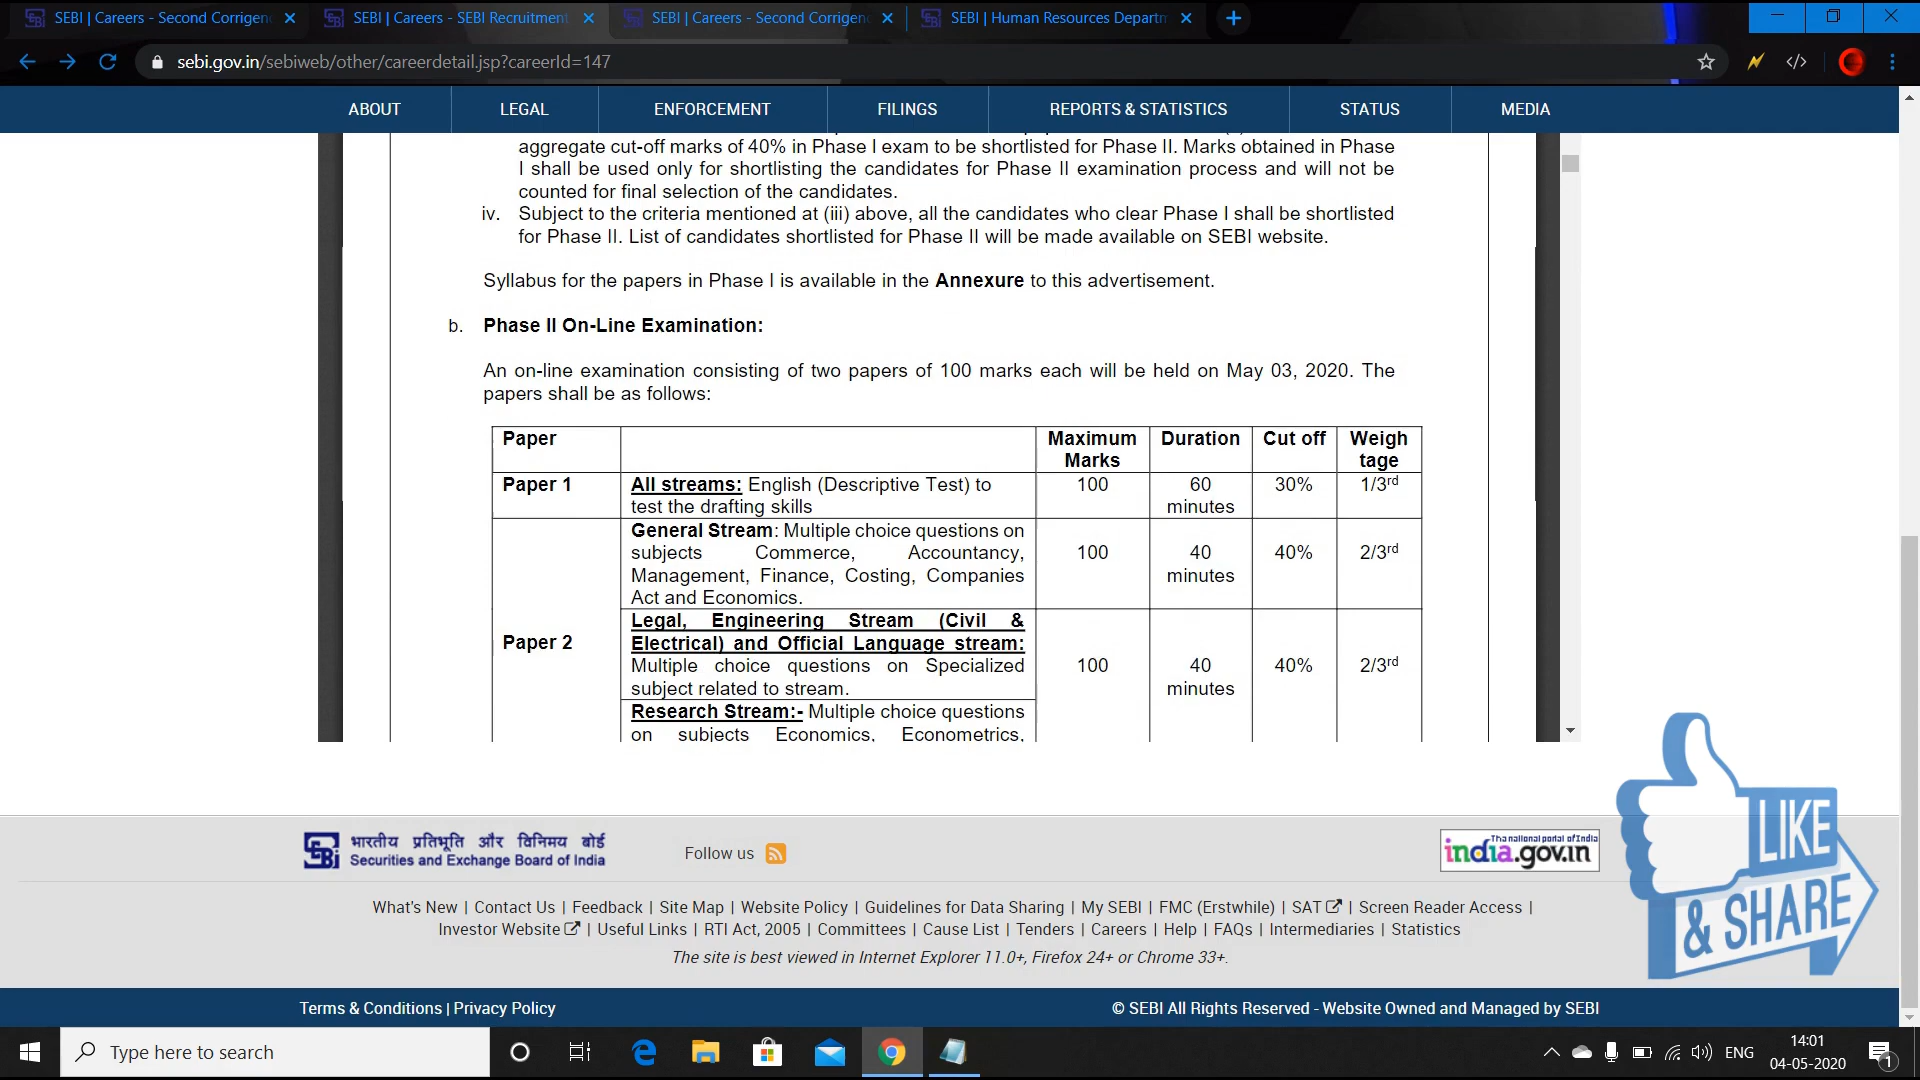 SEBI | Careers - Second Corrigen
SEBI | Careers - SEBI Recruitment
SEBI | Careers - Second Corrigen
SEBI | Human Resources Departm
sebi.gov.in/sebiweb/other/careerdetail.jsp?careerId=147
ABOUT LEGAL ENFORCEMENT FILINGS REPORTS & STATISTICS STATUS MEDIA
aggregate cut-off marks of 40% in Phase I exam to be shortlisted for Phase II. Marks obtained in Phase
I shall be used only for shortlisting the candidates for Phase II examination process and will not be
counted for final selection of the candidates.
iv. Subject to the criteria mentioned at (iii) above, all the candidates who clear Phase I shall be shortlisted
for Phase II. List of candidates shortlisted for Phase II will be made available on SEBI website.
Syllabus for the papers in Phase I is available in the Annexure to this advertisement.
b. Phase II On-Line Examination:
An on-line examination consisting of two papers of 100 marks each will be held on May 03, 2020. The
papers shall be as follows:
Paper Maximum Duration Cut off Weigh
Marks tage
Paper 1 All streams: English (Descriptive Test) to 100 60 30% 1/3rd
test the drafting skills minutes
General Stream: Multiple choice questions on
subjects Commerce, Accountancy, 100 40 40% 2/3rd
Management, Finance, Costing, Companies minutes
Act and Economics.
Legal, Engineering Stream (Civil &
Paper 2 Electrical) and Official Language stream:
Multiple choice questions on Specialized 100 40 40% 2/3rd
subject related to stream. minutes
Research Stream:- Multiple choice questions
on subjects Economics, Econometrics,
LIKE
& SHARE
भारतीय प्रतिभूति और विनिमय बोर्ड
SEBi Securities and Exchange Board of India
Follow us
The national portal of India
india.gov.in
What's New | Contact Us | Feedback | Site Map | Website Policy | Guidelines for Data Sharing | My SEBI | FMC (Erstwhile) | SAT | Screen Reader Access |
Investor Website | Useful Links | RTI Act, 2005 | Committees | Cause List | Tenders | Careers | Help | FAQs | Intermediaries | Statistics
The site is best viewed in Internet Explorer 11.0+, Firefox 24+ or Chrome 33+.
Terms & Conditions | Privacy Policy
© SEBI All Rights Reserved - Website Owned and Managed by SEBI
Type here to search
ENG
14:01
04-05-2020
1